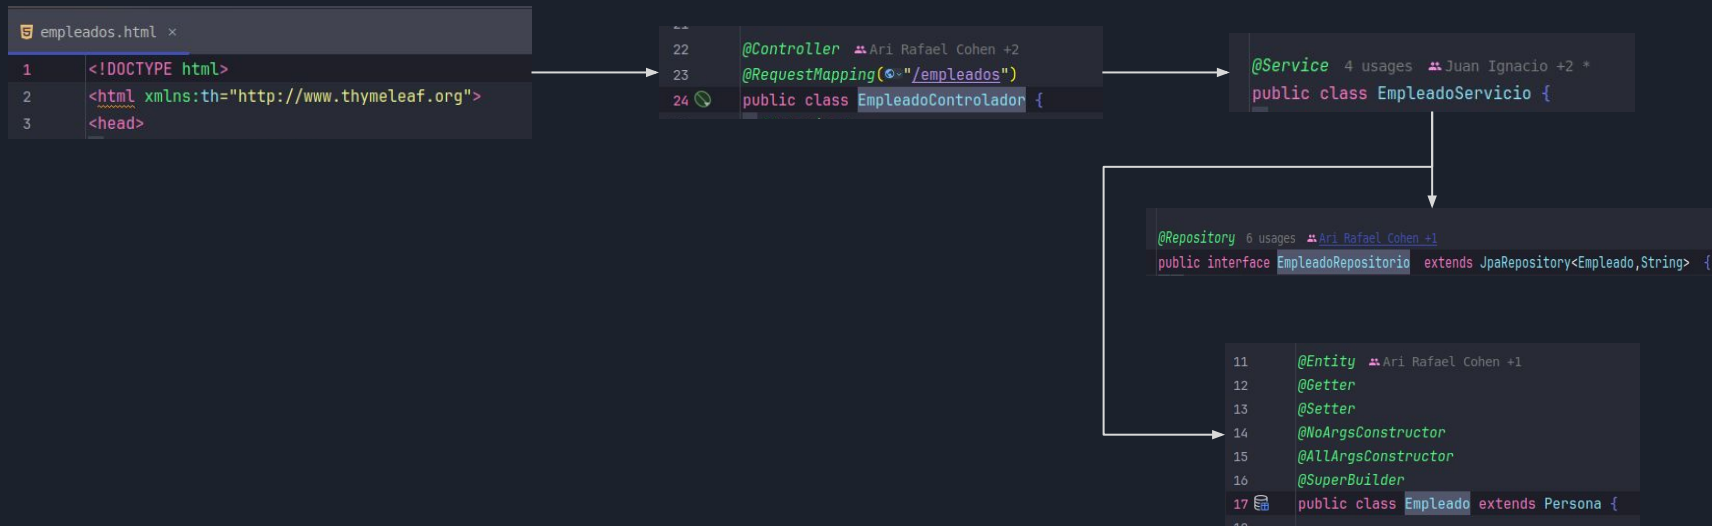 empleados.html ×
1 <!DOCTYPE html>
2 <html xmlns:th="http://www.thymeleaf.org">
3 <head>
22 @Controller Ari Rafael Cohen +2
23 @RequestMapping("/empleados")
24 public class EmpleadoControlador {
@Service 4 usages Juan Ignacio +2 *
public class EmpleadoServicio {
@Repository 6 usages Ari Rafael Cohen +1
public interface EmpleadoRepositorio extends JpaRepository<Empleado,String> {
11 @Entity Ari Rafael Cohen +1
12 @Getter
13 @Setter
14 @NoArgsConstructor
15 @AllArgsConstructor
16 @SuperBuilder
17 public class Empleado extends Persona {